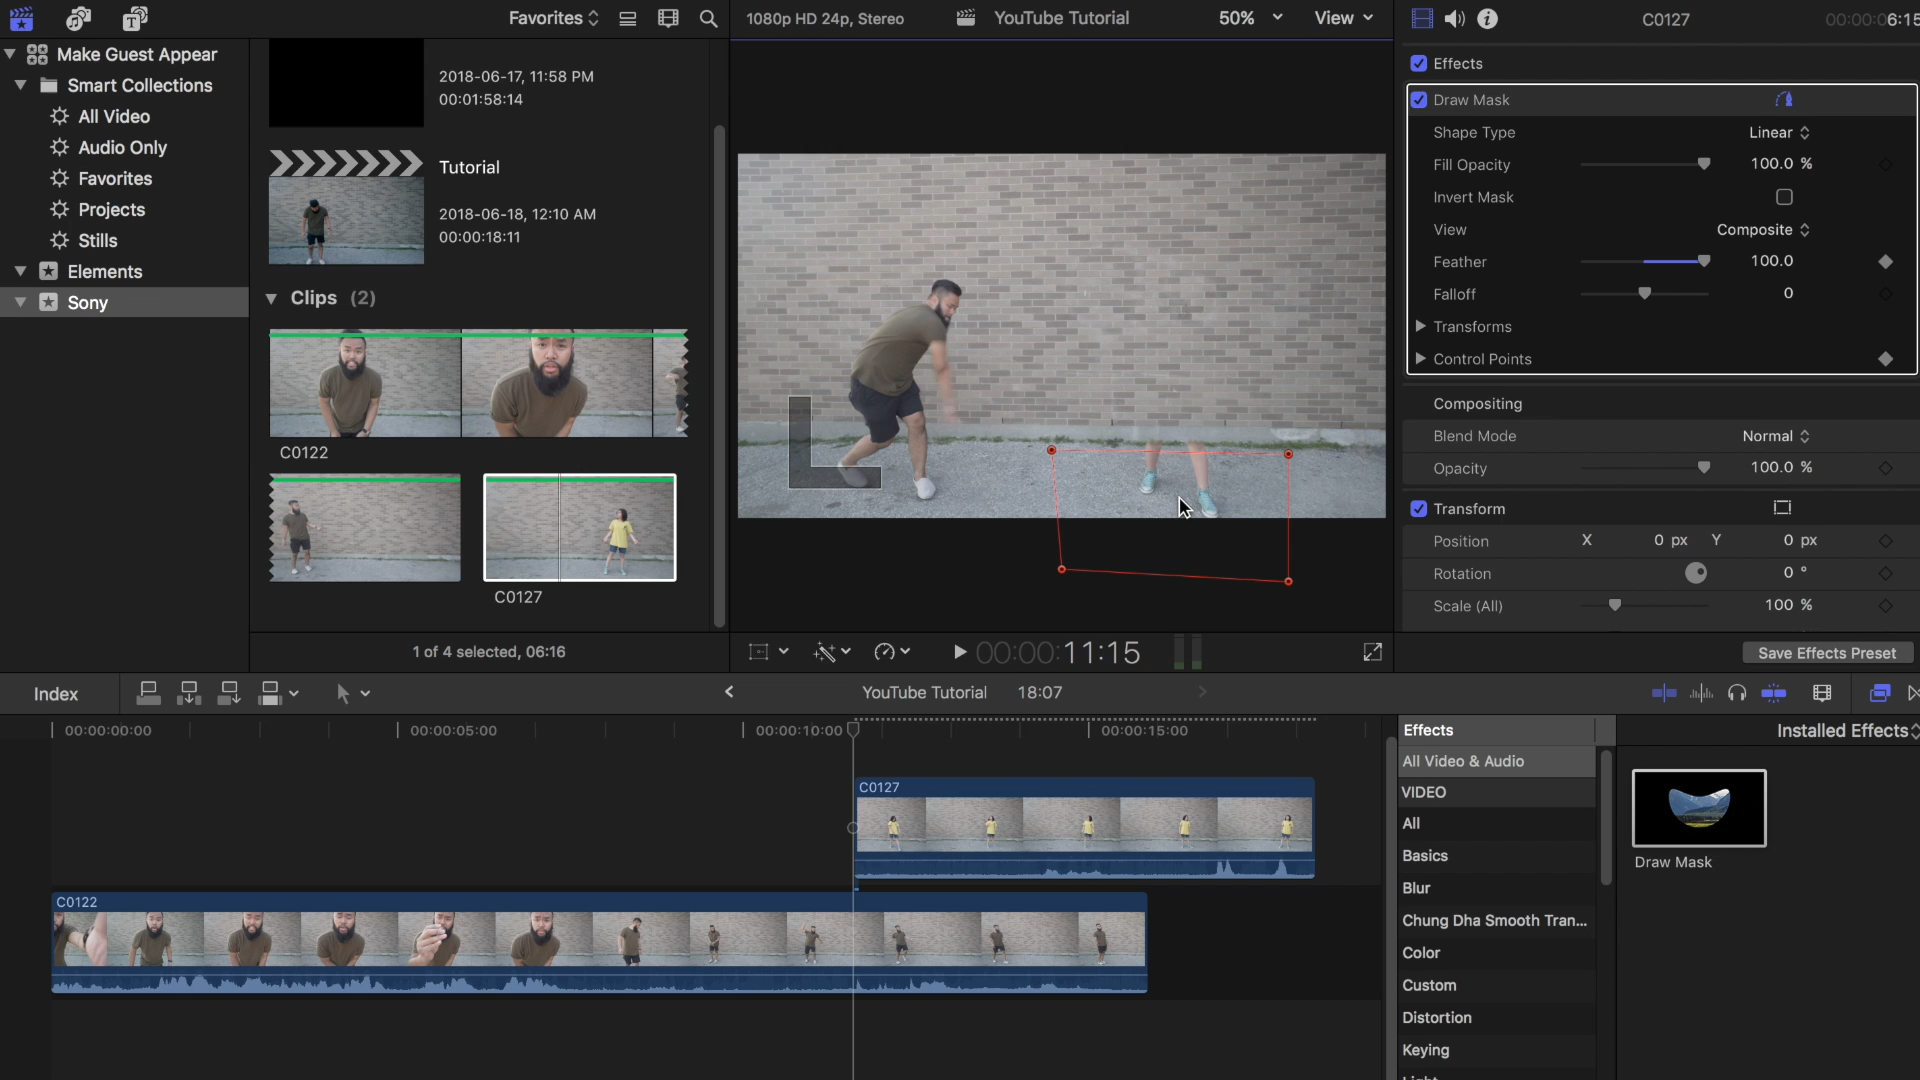 Favorites
1080p HD 24p, Stereo
YouTube Tutorial
50%
View
C0127
00:00:06:15
Make Guest Appear
Smart Collections
All Video
Audio Only
Favorites
Projects
Stills
Elements
Sony
2018-06-17, 11:58 PM
00:01:58:14
Tutorial
2018-06-18, 12:10 AM
00:00:18:11
Clips (2)
C0122
C0127
1 of 4 selected, 06:16
00:00:11:15
Effects
Draw Mask
Shape Type Linear
Fill Opacity 100.0 %
Invert Mask
View Composite
Feather 100.0
Falloff 0
Transforms
Control Points
Compositing
Blend Mode Normal
Opacity 100.0 %
Transform
Position X 0 px Y 0 px
Rotation 0 °
Scale (All) 100 %
Save Effects Preset
Index
YouTube Tutorial 18:07
00:00:00:00
00:00:05:00
00:00:10:00
00:00:15:00
C0127
C0122
Effects
Installed Effects
All Video & Audio
VIDEO
All
Basics
Blur
Chung Dha Smooth Tran...
Color
Custom
Distortion
Keying
Draw Mask